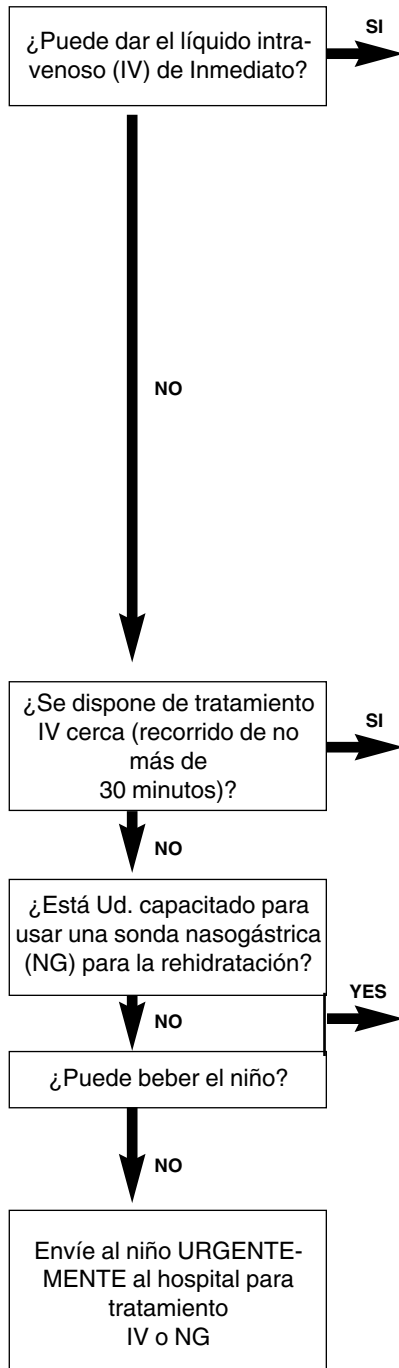 ¿Puede dar el líquido intra-
venoso (IV) de Inmediato?
SI
NO
¿Se dispone de tratamiento
IV cerca (recorrido de no
más de
30 minutos)?
SI
NO
¿Está Ud. capacitado para
usar una sonda nasogástrica
(NG) para la rehidratación?
YES
NO
¿Puede beber el niño?
NO
Envíe al niño URGENTE-
MENTE al hospital para
tratamiento
IV o NG